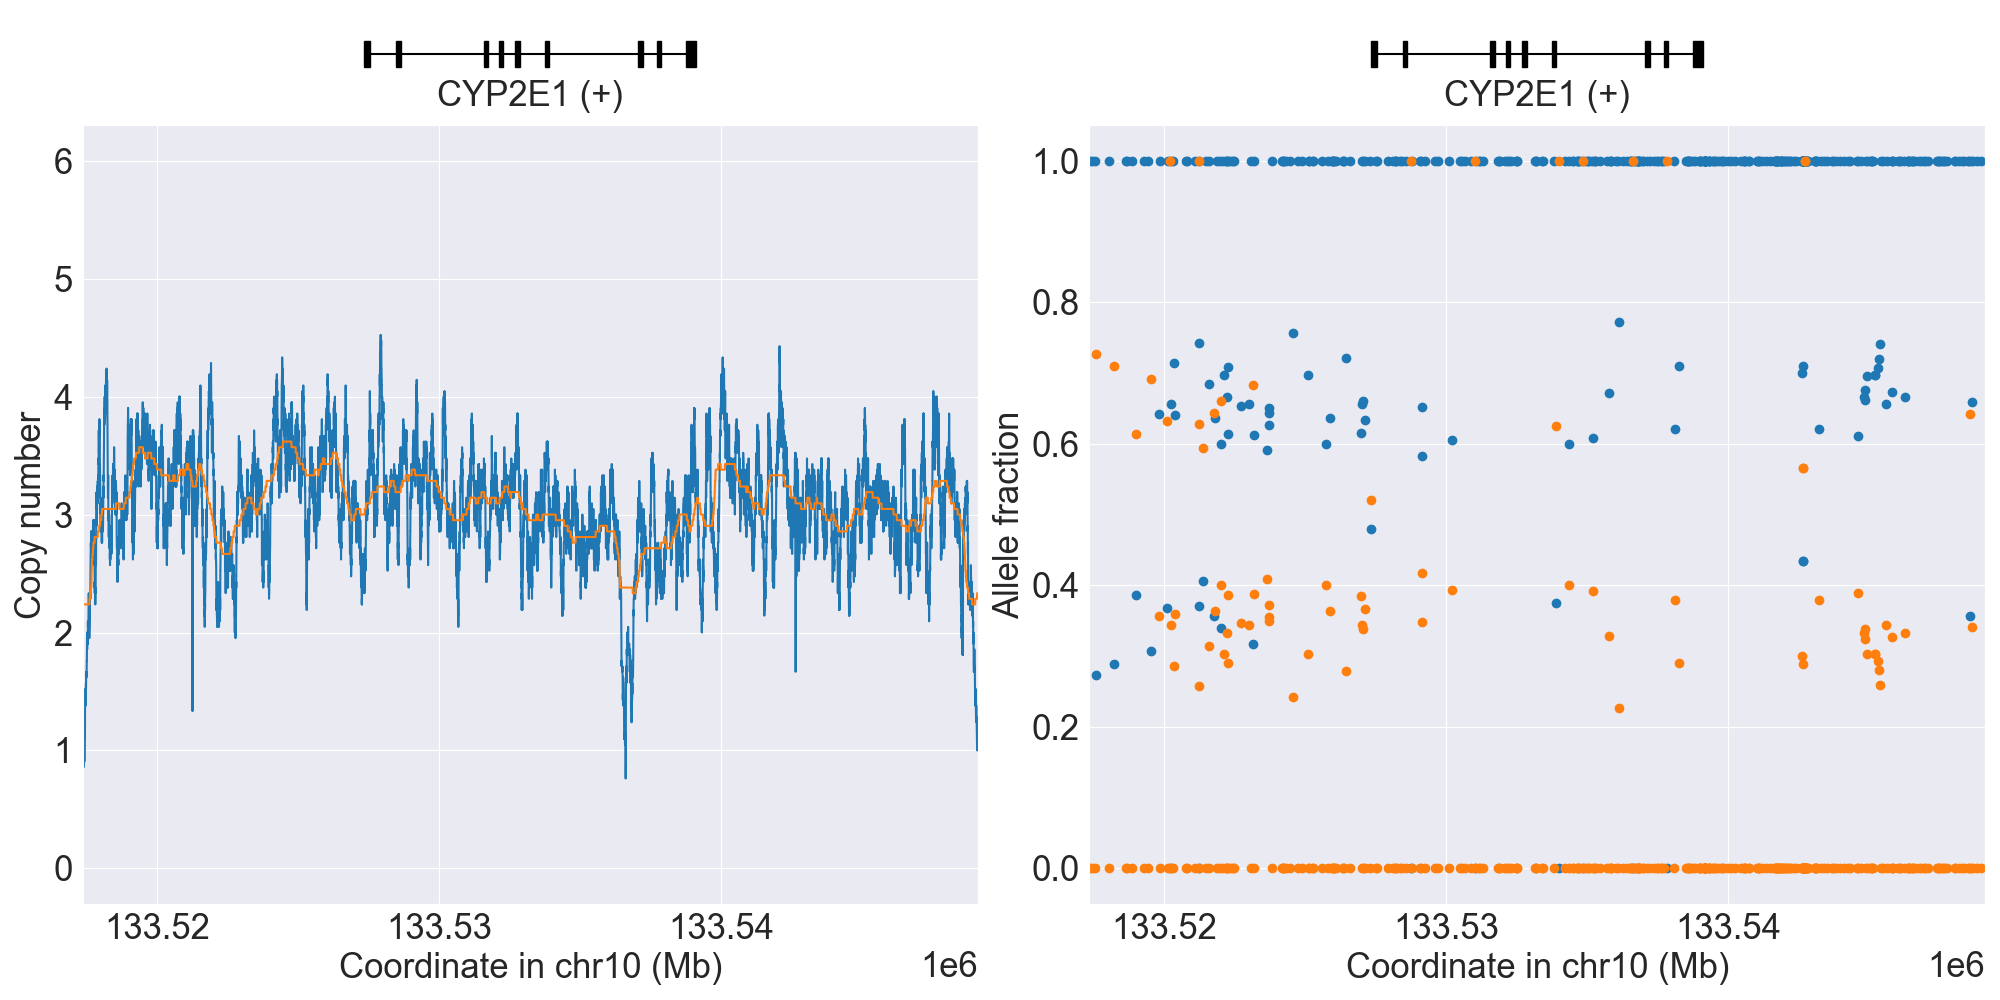 CYP2E1 (+)
6
5
4
3
2
1
0
Copy number
133.52
133.53
133.54
Coordinate in chr10 (Mb)
1e6
CYP2E1 (+)
1.0
0.8
0.6
0.4
0.2
0.0
Allele fraction
133.52
133.53
133.54
Coordinate in chr10 (Mb)
1e6